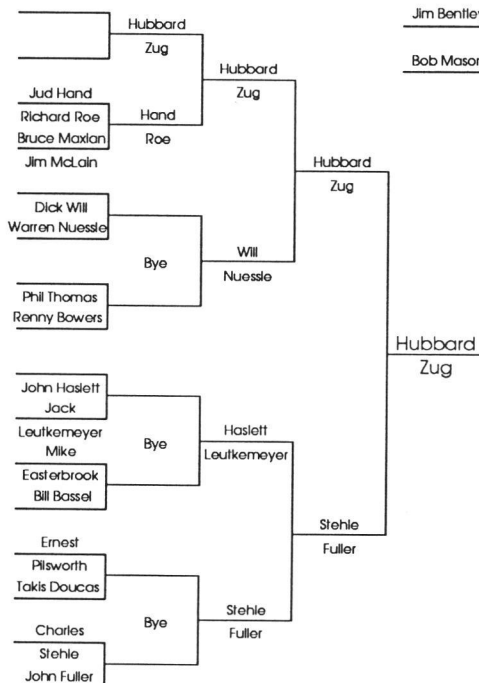 Hubbard
Zug
Jim Bentley
Bob Mason
Hubbard
Zug
Jud Hand
Richard Roe
Bruce Maxian
Jim McLain
Hand
Roe
Hubbard
Zug
Dick Will
Warren Nuessle
Bye
Will
Nuessle
Phil Thomas
Renny Bowers
Hubbard
Zug
John Haslett
Jack
Leutkemeyer
Mike
Easterbrook
Bill Bassel
Bye
Haslett
Leutkemeyer
Stehle
Fuller
Ernest
Pilsworth
Takis Doucas
Bye
Stehle
Fuller
Charles
Stehle
John Fuller